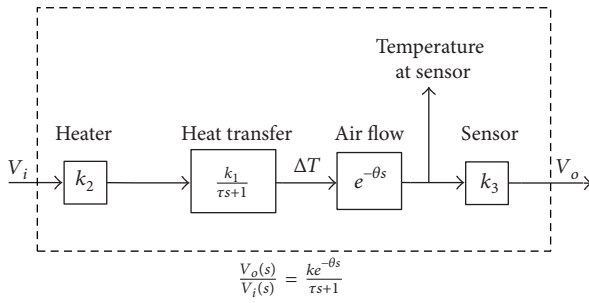 Temperature
at sensor
Heater
Heat transfer
Air flow
Sensor
V_i
k_2
k_1
τs+1
ΔT
e^{-θs}
k_3
V_o
V_o(s)/V_i(s) = ke^{-θs}/τs+1